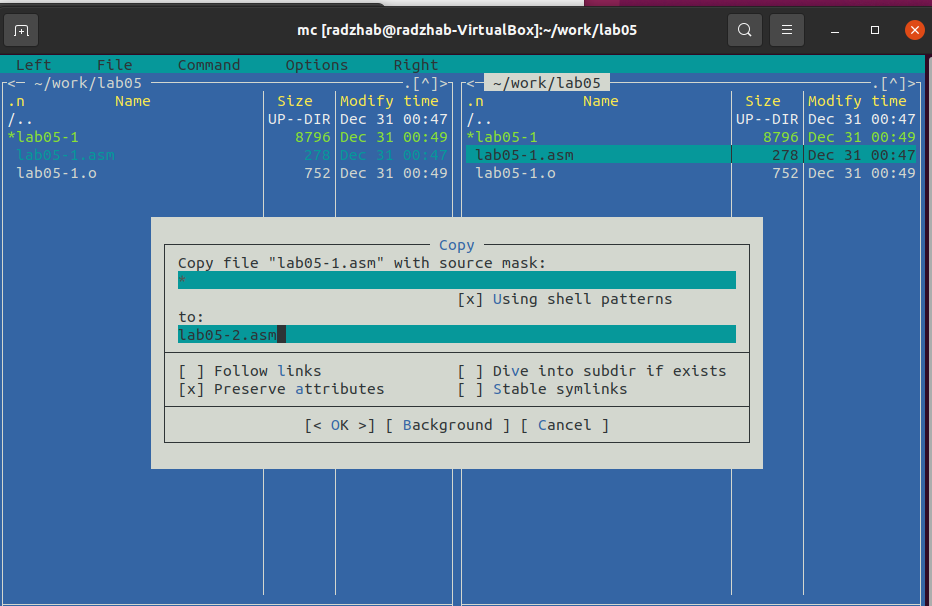 mc [radzhab@radzhab-VirtualBox]:~/work/lab05
Left File Command Options Right
<- ~/work/lab05 .[^]> <- ~/work/lab05 .[^]>
.n Name Size Modify time .n Name Size Modify time
/.. UP--DIR Dec 31 00:47 /.. UP--DIR Dec 31 00:47
*lab05-1 8796 Dec 31 00:49 *lab05-1 8796 Dec 31 00:49
lab05-1.asm 278 Dec 31 00:47 lab05-1.asm 278 Dec 31 00:47
lab05-1.o 752 Dec 31 00:49 lab05-1.o 752 Dec 31 00:49
Copy
Copy file "lab05-1.asm" with source mask:
*
[x] Using shell patterns
to:
lab05-2.asm
[ ] Follow links [ ] Dive into subdir if exists
[x] Preserve attributes [ ] Stable symlinks
[< OK >] [ Background ] [ Cancel ]